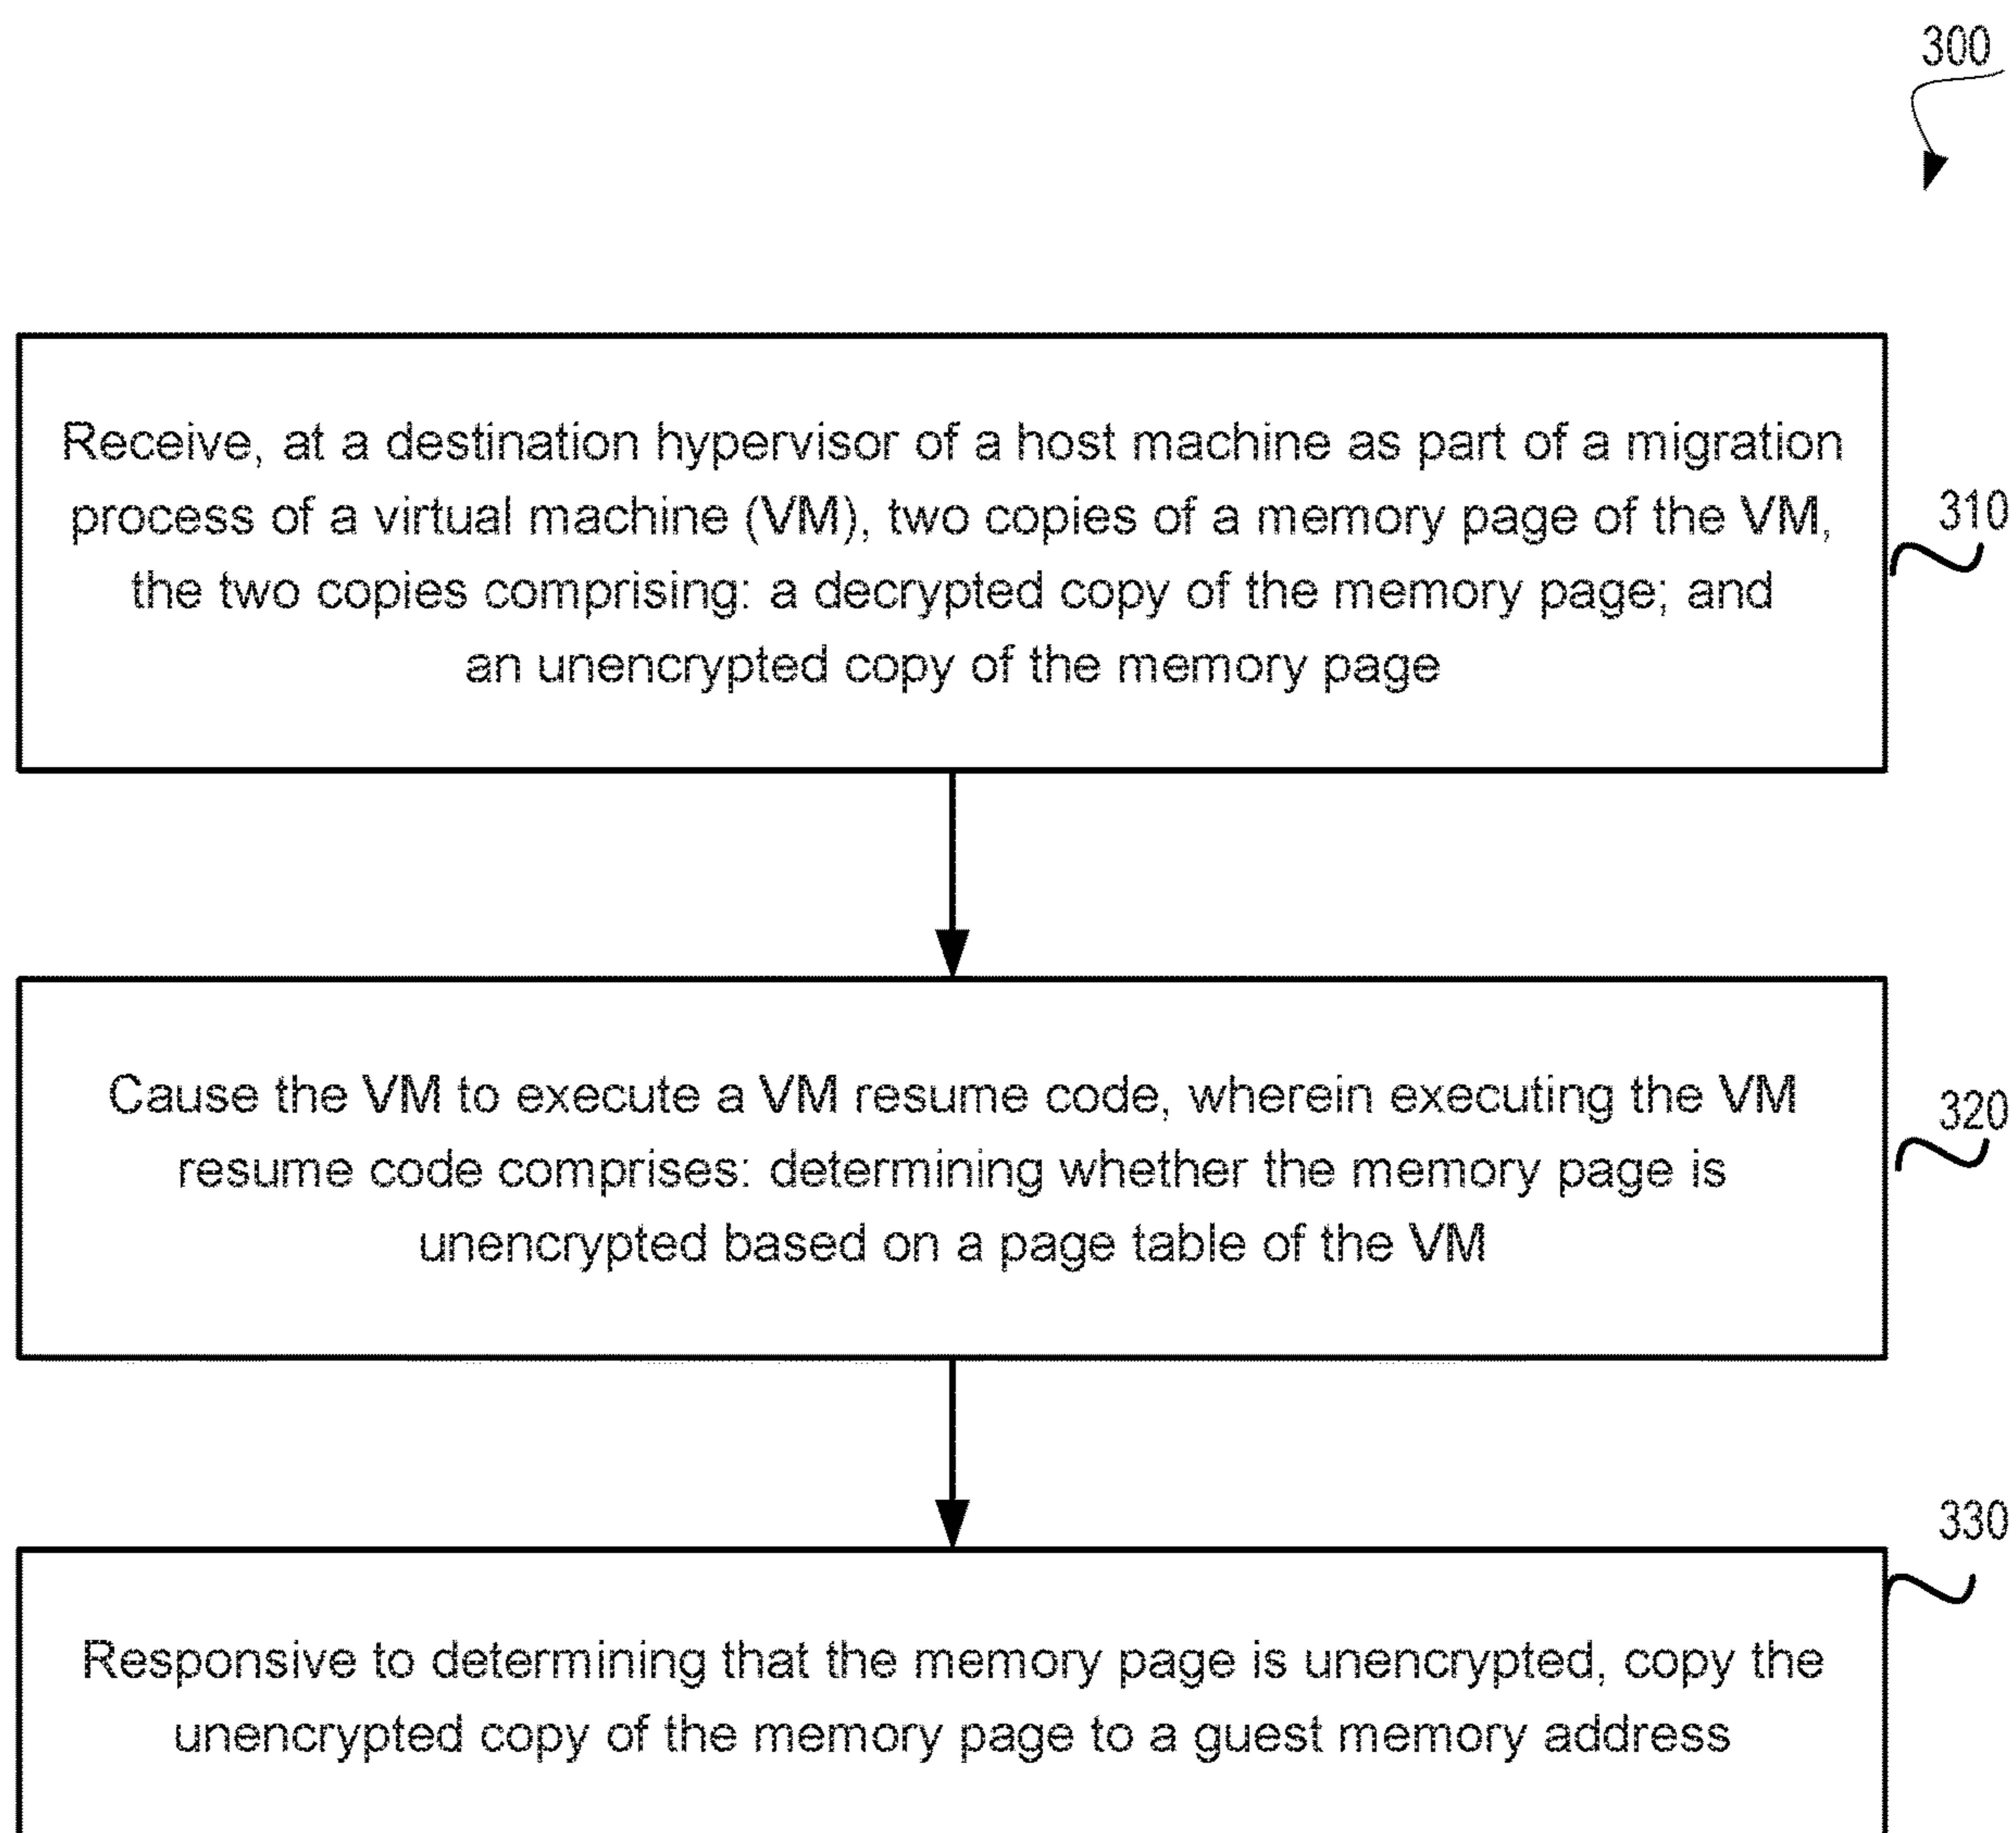 300
Receive, at a destination hypervisor of a host machine as part of a migration
process of a virtual machine (VM), two copies of a memory page of the VM,
the two copies comprising: a decrypted copy of the memory page; and
an unencrypted copy of the memory page
310
Cause the VM to execute a VM resume code, wherein executing the VM
resume code comprises: determining whether the memory page is
unencrypted based on a page table of the VM
320
330
Responsive to determining that the memory page is unencrypted, copy the
unencrypted copy of the memory page to a guest memory address